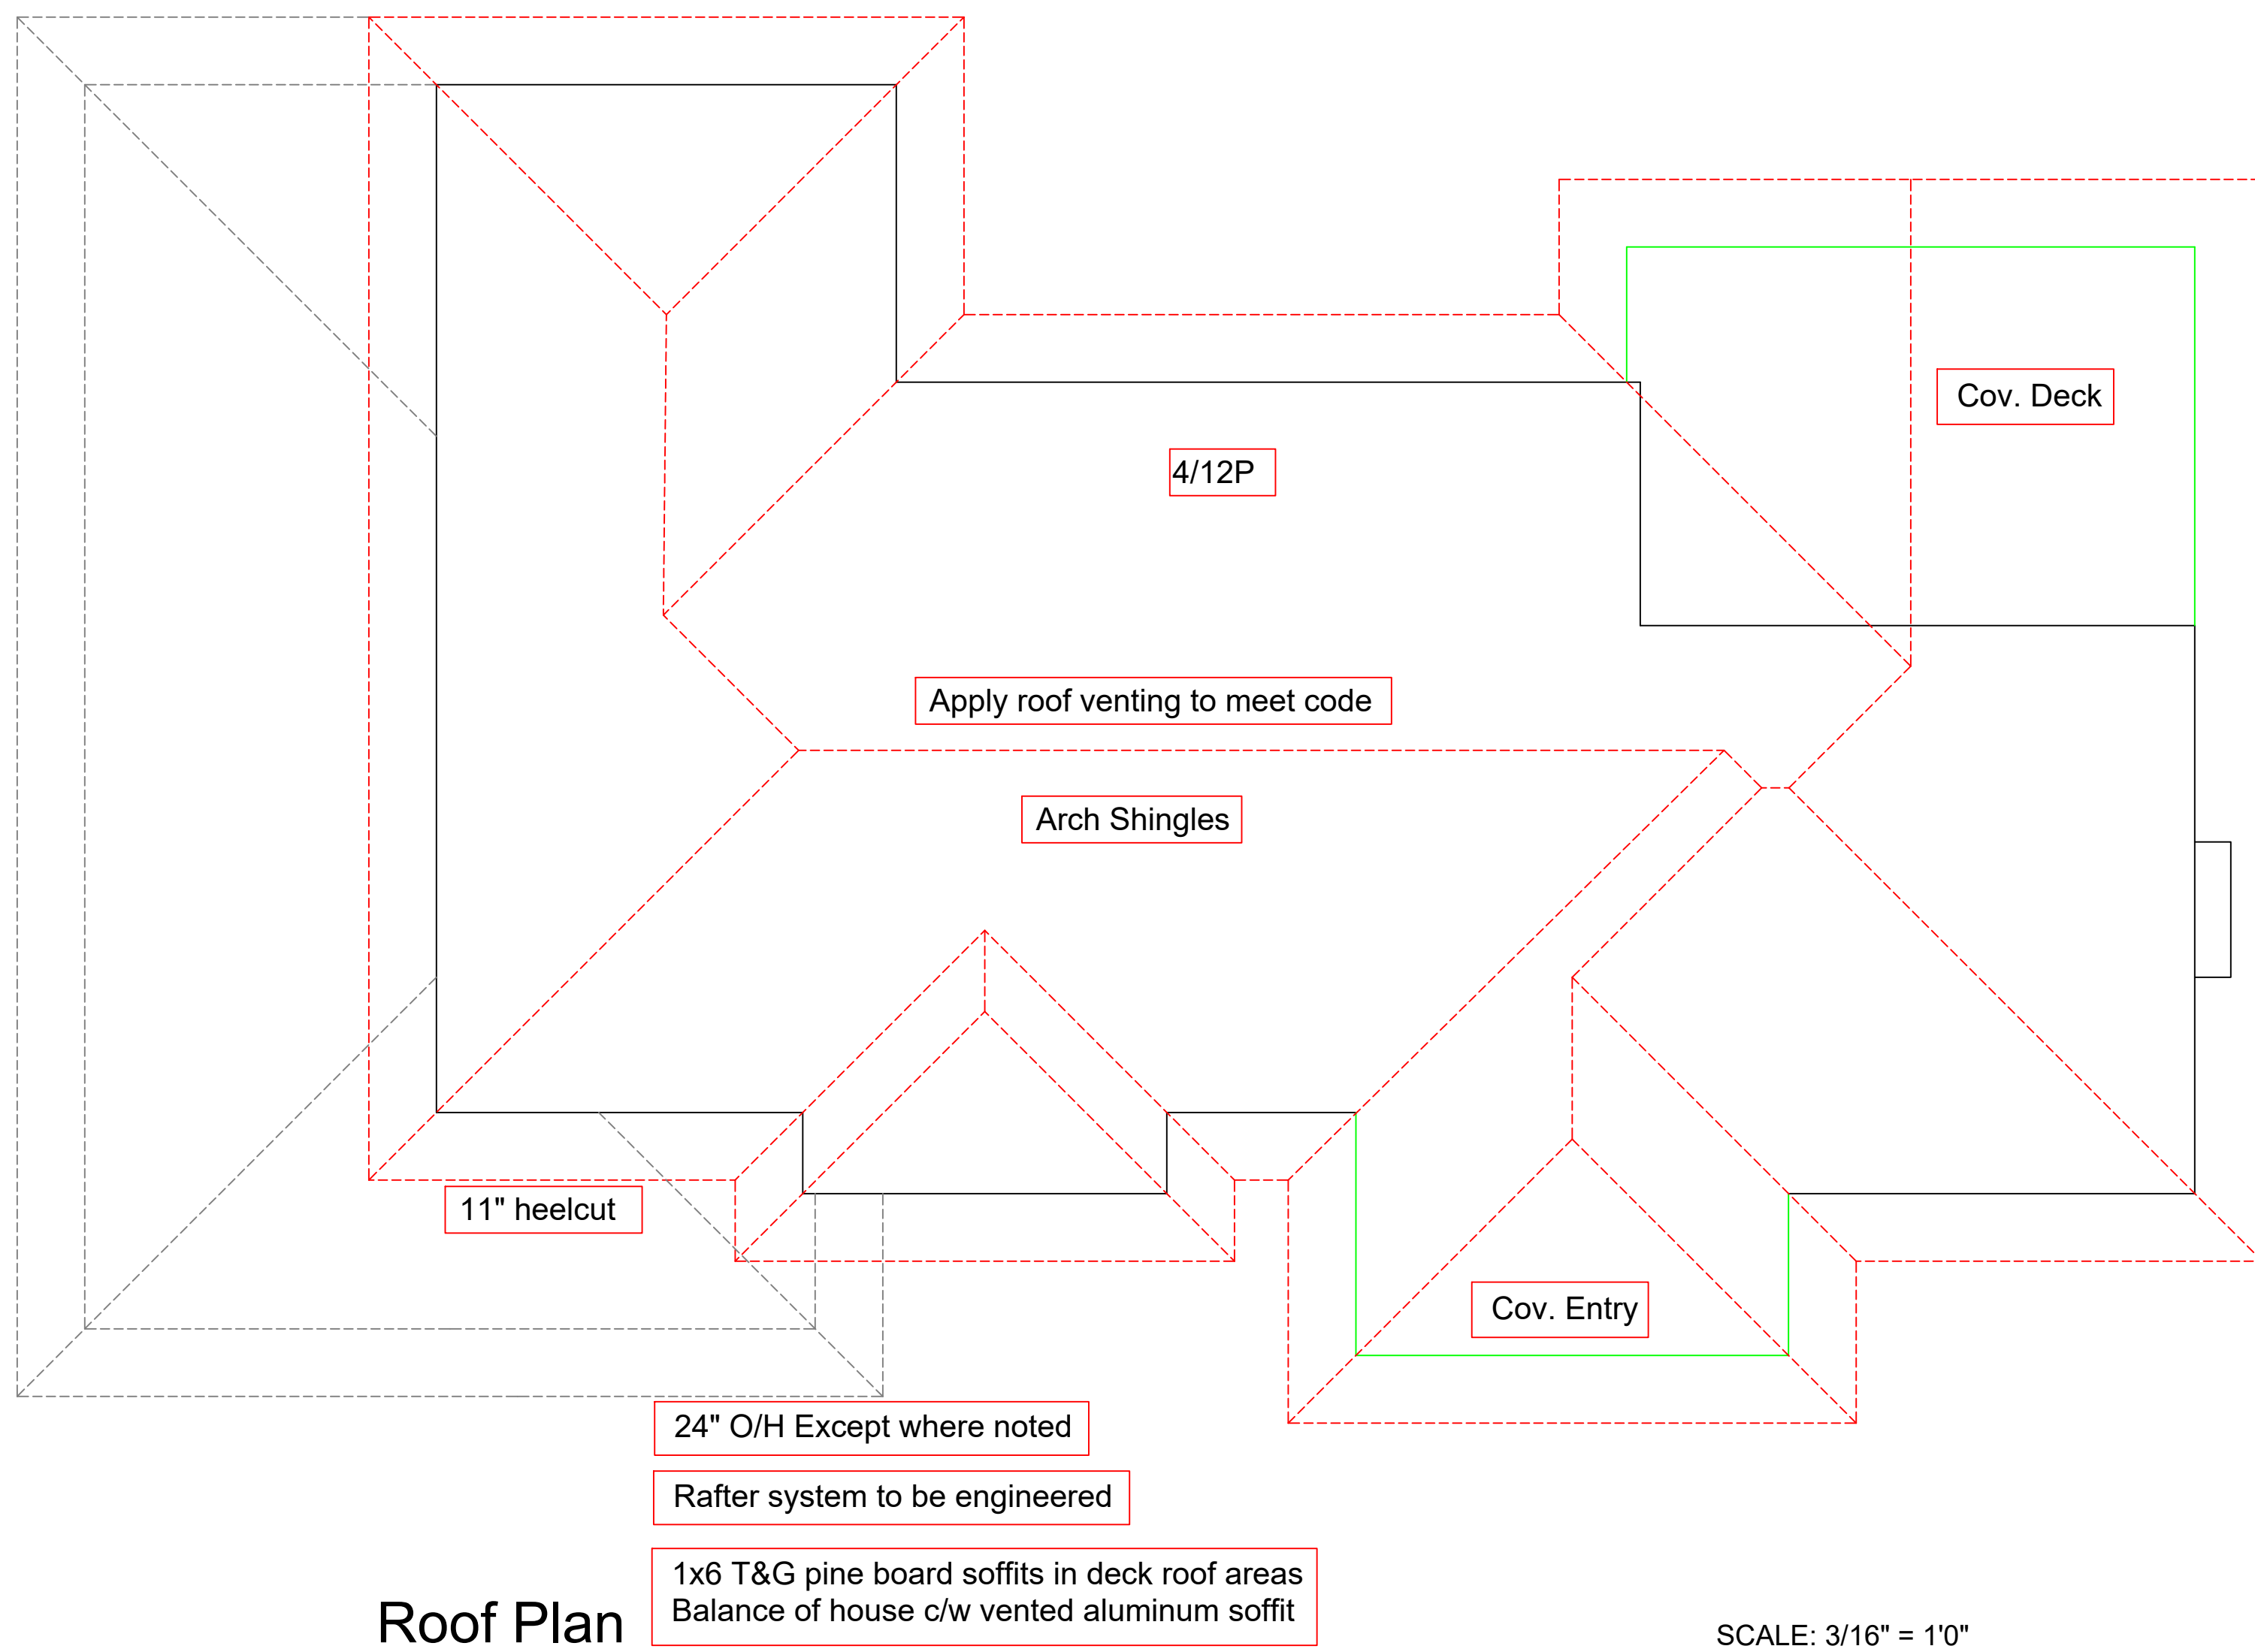 Cov. Deck
4/12P
Apply roof venting to meet code
Arch Shingles
11" heelcut
Cov. Entry
24" O/H Except where noted
Rafter system to be engineered
1x6 T&G pine board soffits in deck roof areas
Balance of house c/w vented aluminum soffit
Roof Plan
SCALE: 3/16" = 1'0"